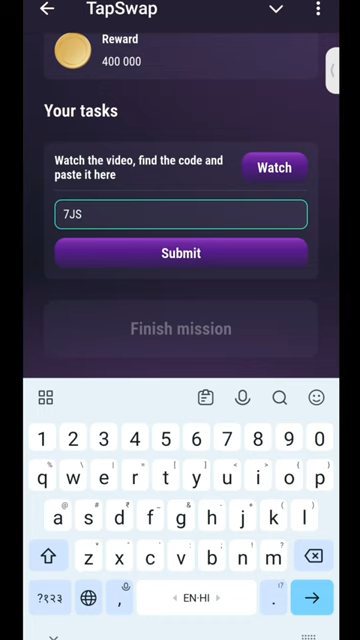 TapSwap
Reward
400 000
Your tasks
Watch the video, find the code and
paste it here
Watch
7JS
Submit
Finish mission
1 2 3 4 5 6 7 8 9 0
q w e r t y u i o p
a s d f g h j k l
z x c v b n m
?१२३ , EN·HI .